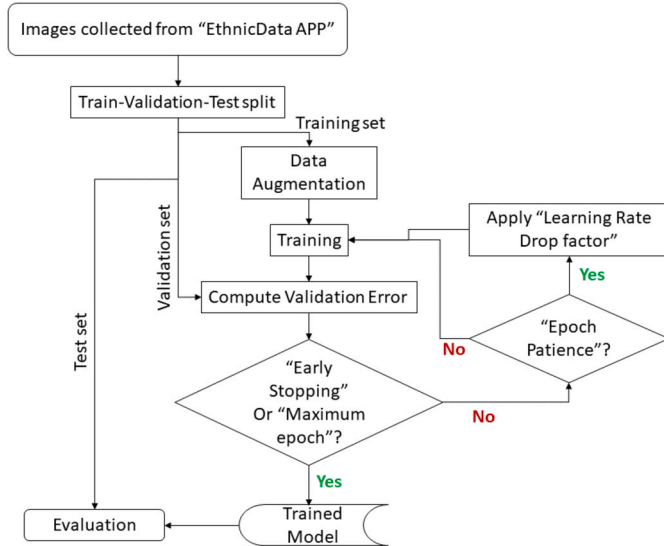 Images collected from “EthnicData APP”
Train-Validation-Test split
Training set
Data
Augmentation
Training
Compute Validation Error
Validation set
Test set
“Early
Stopping”
Or “Maximum
epoch”?
No
Yes
“Epoch
Patience”?
No
Yes
Apply “Learning Rate
Drop factor”
Trained
Model
Evaluation